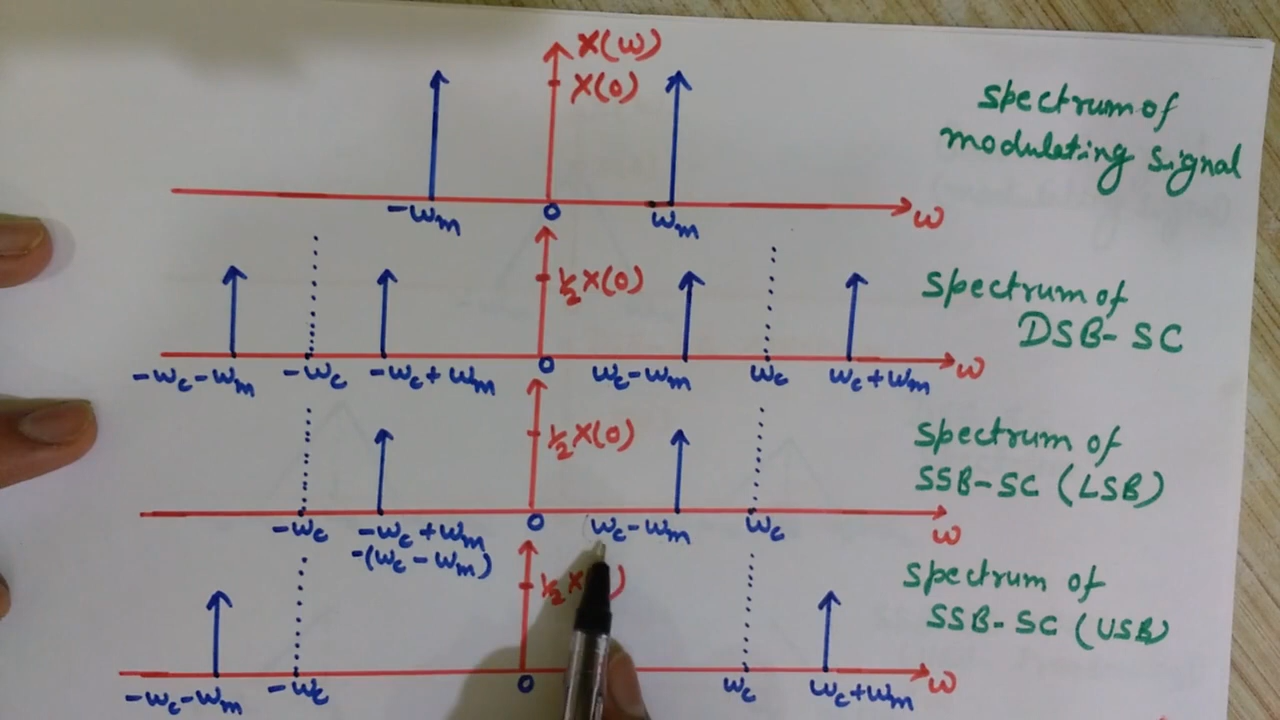 X(ω)
X(0)
Spectrum of
modulating signal
-ωm 0 ωm ω
½X(0)
Spectrum of
DSB-SC
-ωc-ωm -ωc -ωc+ωm 0 ωc-ωm ωc ωc+ωm ω
½X(0)
Spectrum of
SSB-SC (LSB)
-ωc -ωc+ωm 0 ωc-ωm ωc ω
-(ωc-ωm)
Spectrum of
SSB-SC (USB)
-ωc-ωm -ωc 0 ωc ωc+ωm ω